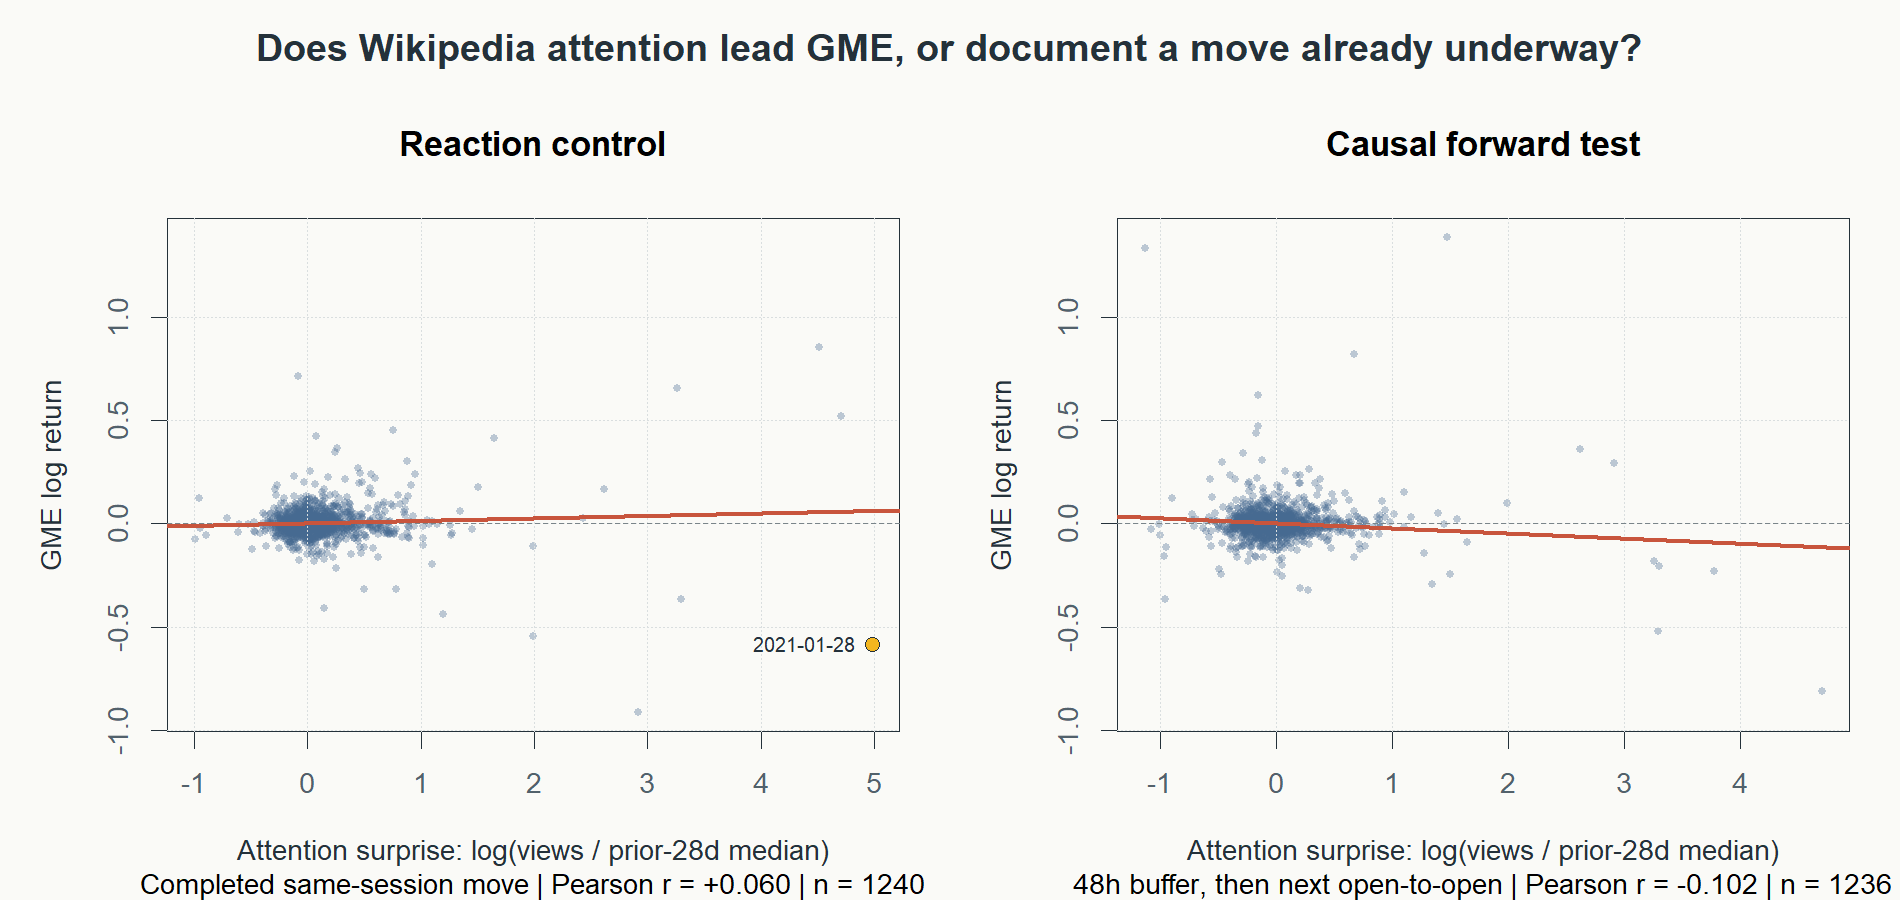 Does Wikipedia attention lead GME, or document a move already underway?
Reaction control
GME log return
1.0
0.5
0.0
-0.5
-1.0
2021-01-28
-1 0 1 2 3 4 5
Attention surprise: log(views / prior-28d median)
Completed same-session move | Pearson r = +0.060 | n = 1240
Causal forward test
GME log return
1.0
0.5
0.0
-0.5
-1.0
-1 0 1 2 3 4
Attention surprise: log(views / prior-28d median)
48h buffer, then next open-to-open | Pearson r = -0.102 | n = 1236